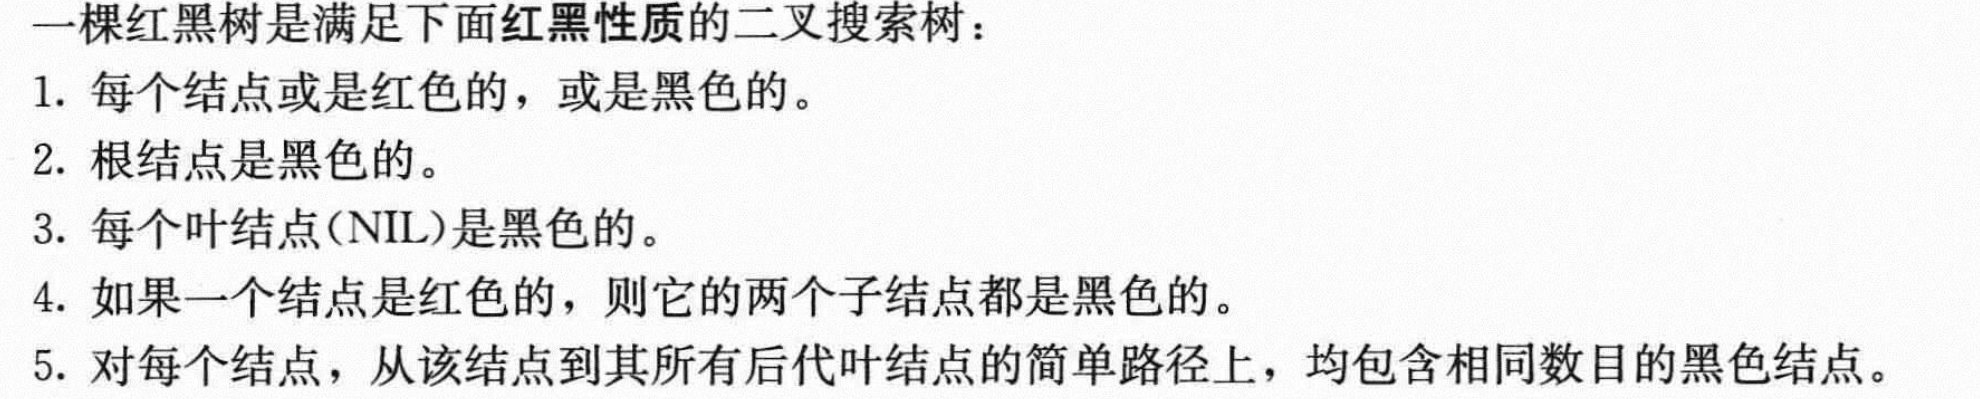 一棵红黑树是满足下面红黑性质的二叉搜索树：
1. 每个结点或是红色的，或是黑色的。
2. 根结点是黑色的。
3. 每个叶结点(NIL)是黑色的。
4. 如果一个结点是红色的，则它的两个子结点都是黑色的。
5. 对每个结点，从该结点到其所有后代叶结点的简单路径上，均包含相同数目的黑色结点。